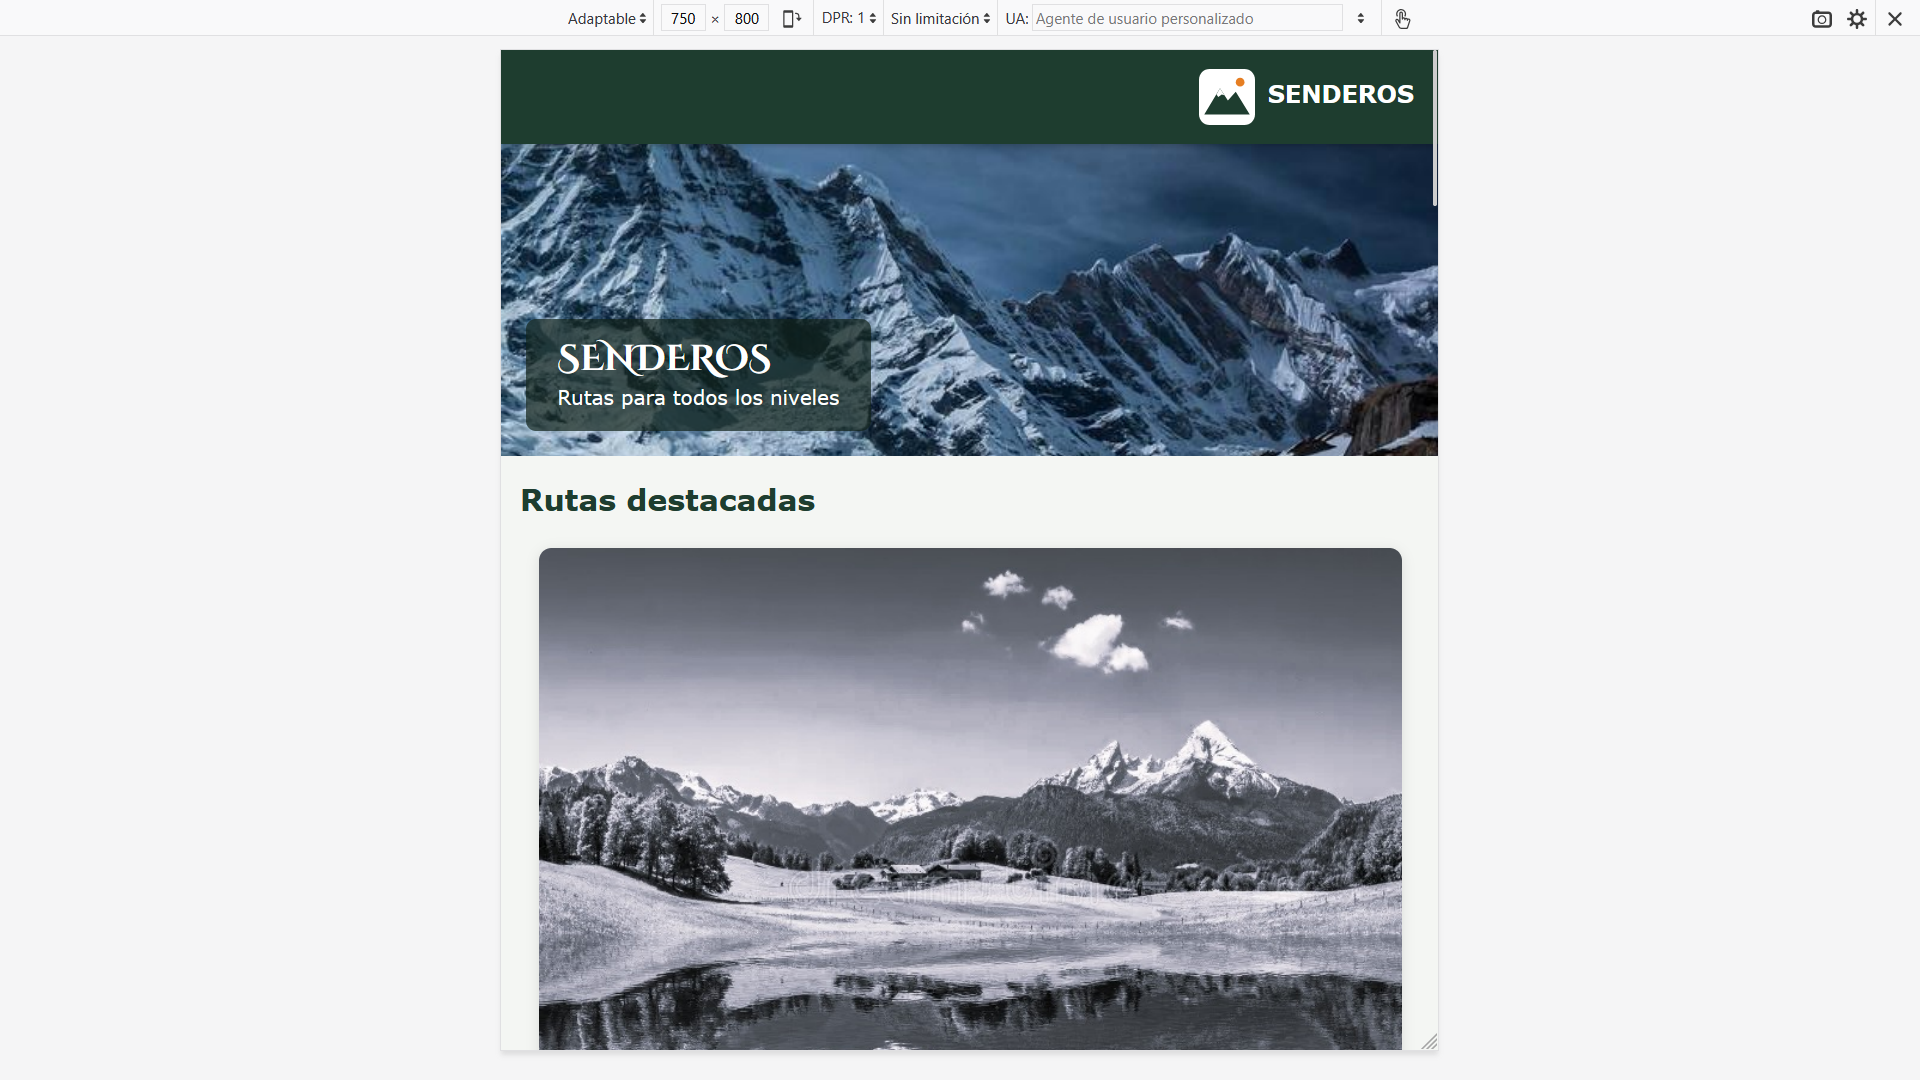 Adaptable 750 × 800 DPR: 1 Sin limitación UA: Agente de usuario personalizado
SENDEROS
SENDEROS
Rutas para todos los niveles
Rutas destacadas